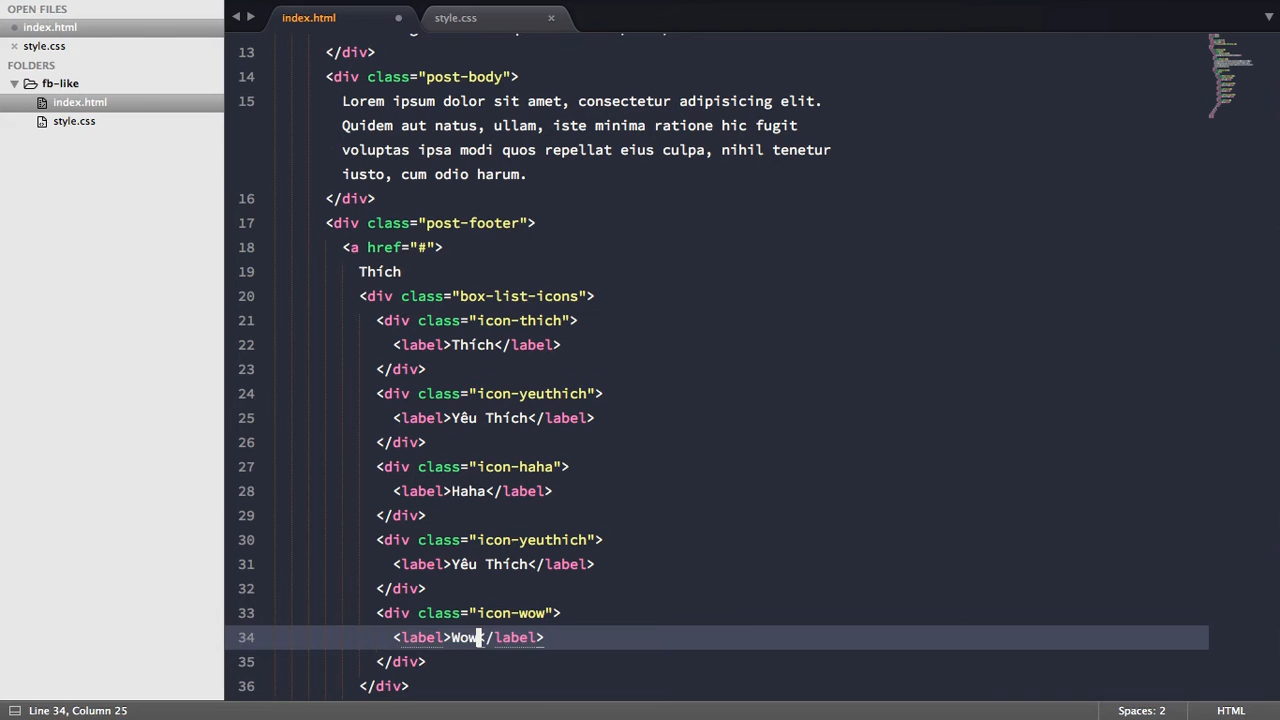 OPEN FILES
index.html
style.css
FOLDERS
fb-like
index.html
style.css
index.html
style.css
13 </div>
14 <div class="post-body">
15 Lorem ipsum dolor sit amet, consectetur adipisicing elit.
Quidem aut natus, ullam, iste minima ratione hic fugit
voluptas ipsa modi quos repellat eius culpa, nihil tenetur
iusto, cum odio harum.
16 </div>
17 <div class="post-footer">
18 <a href="#">
19 Thích
20 <div class="box-list-icons">
21 <div class="icon-thich">
22 <label>Thích</label>
23 </div>
24 <div class="icon-yeuthich">
25 <label>Yêu Thích</label>
26 </div>
27 <div class="icon-haha">
28 <label>Haha</label>
29 </div>
30 <div class="icon-yeuthich">
31 <label>Yêu Thích</label>
32 </div>
33 <div class="icon-wow">
34 <label>Wow</label>
35 </div>
36 </div>
Line 34, Column 25
Spaces: 2
HTML